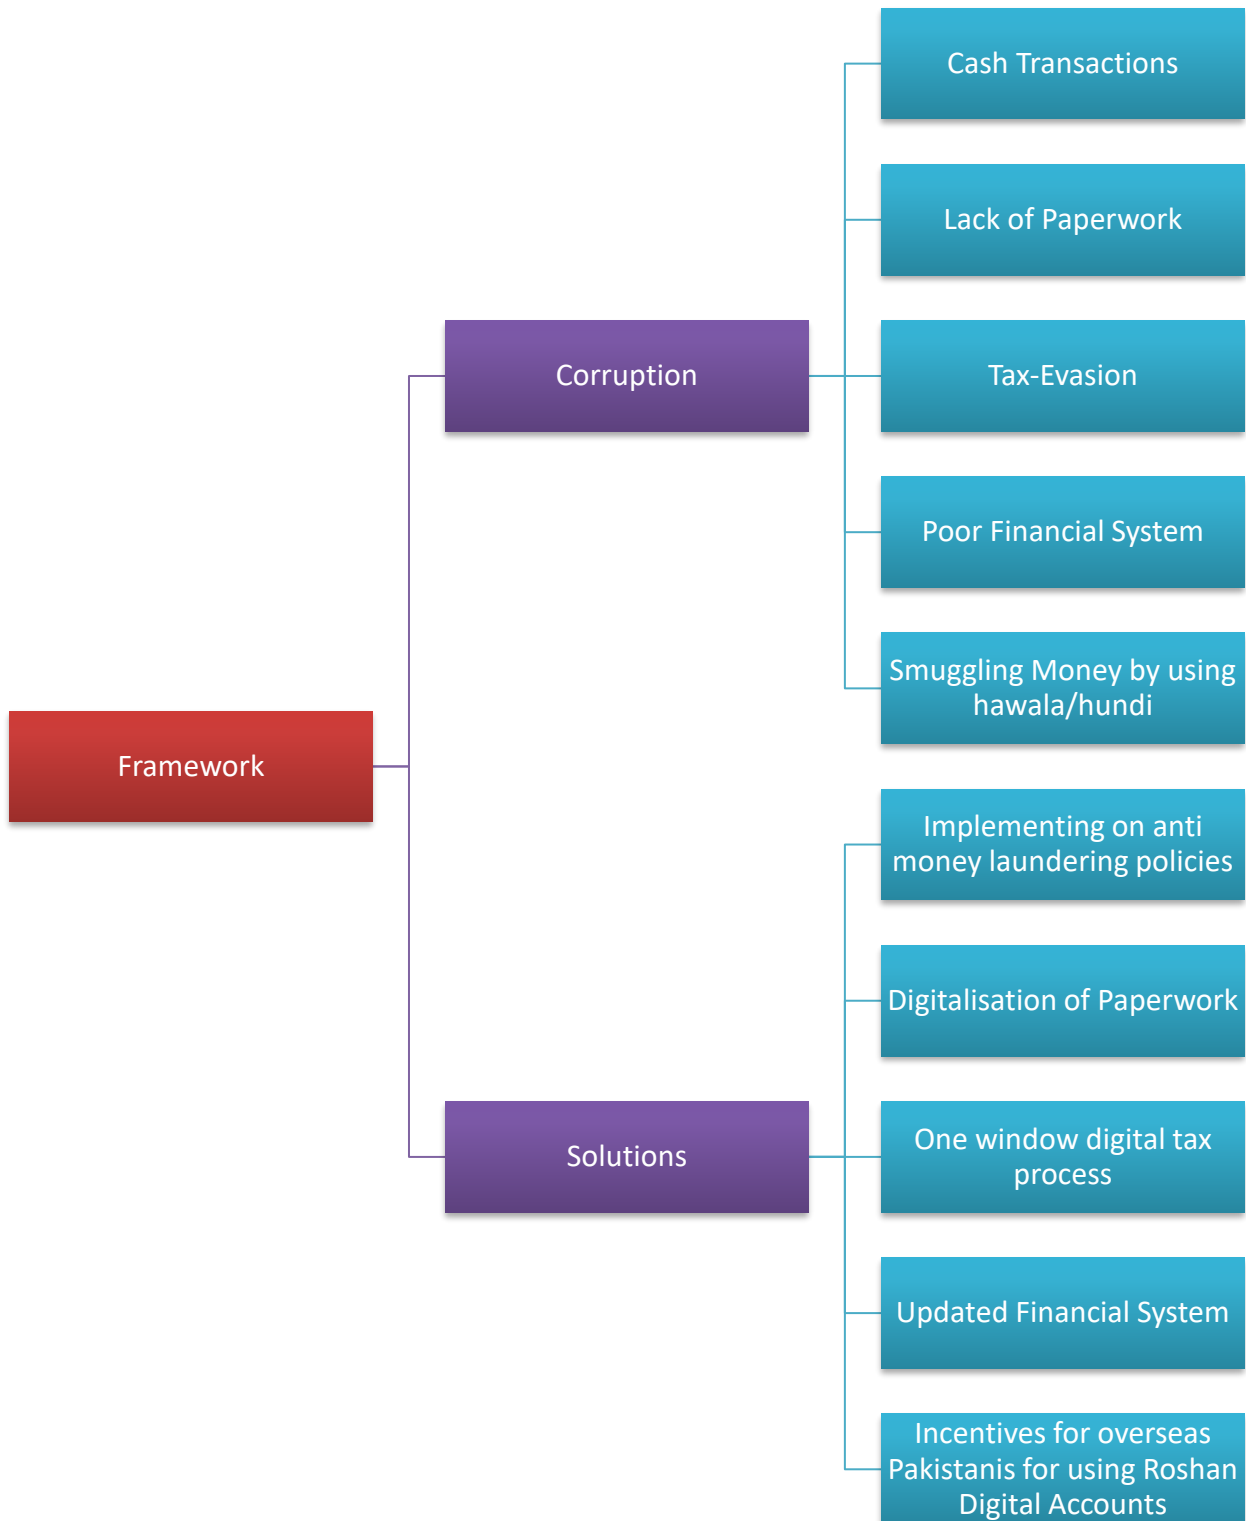 Framework
Corruption
Cash Transactions
Lack of Paperwork
Tax-Evasion
Poor Financial System
Smuggling Money by using
hawala/hundi
Solutions
Implementing on anti
money laundering policies
Digitalisation of Paperwork
One window digital tax
process
Updated Financial System
Incentives for overseas
Pakistanis for using Roshan
Digital Accounts